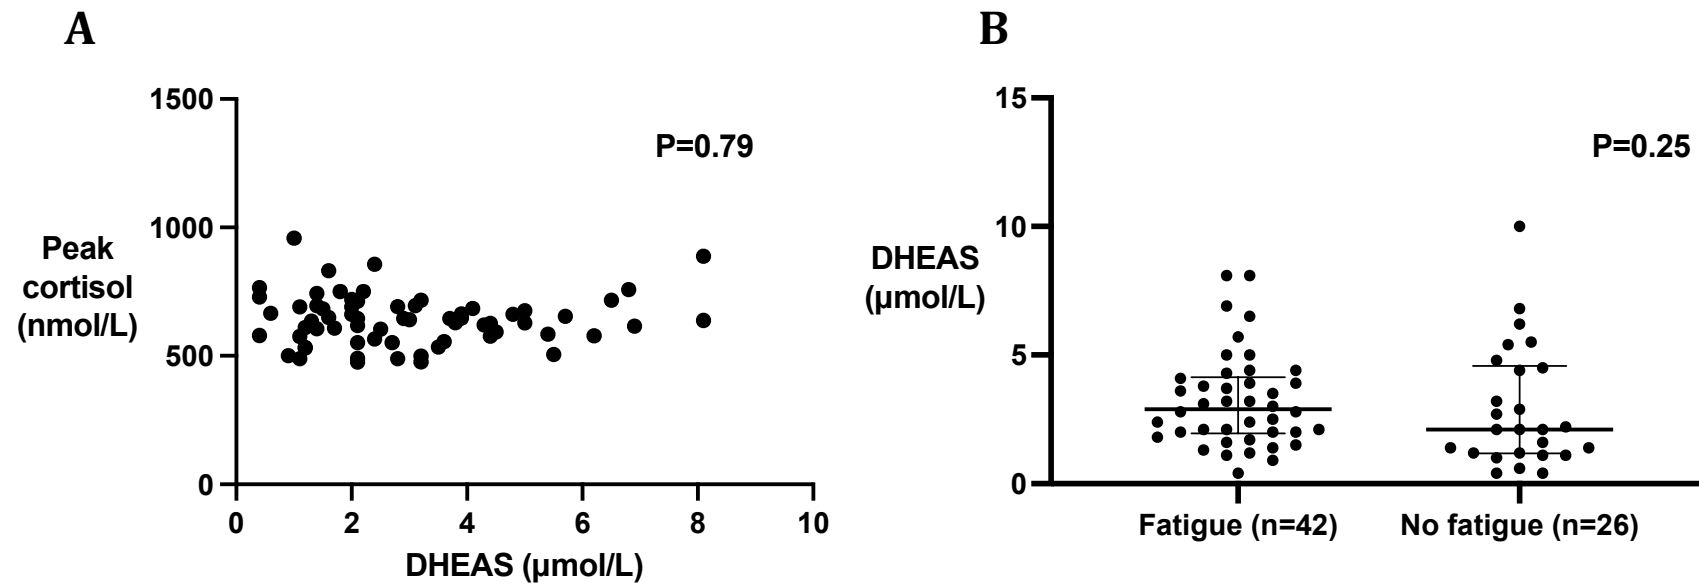 A
1500
1000
500
0
Peak
cortisol
(nmol/L)
P=0.79
0 2 4 6 8 10
DHEAS (µmol/L)
B
15
10
5
0
DHEAS
(µmol/L)
P=0.25
Fatigue (n=42) No fatigue (n=26)